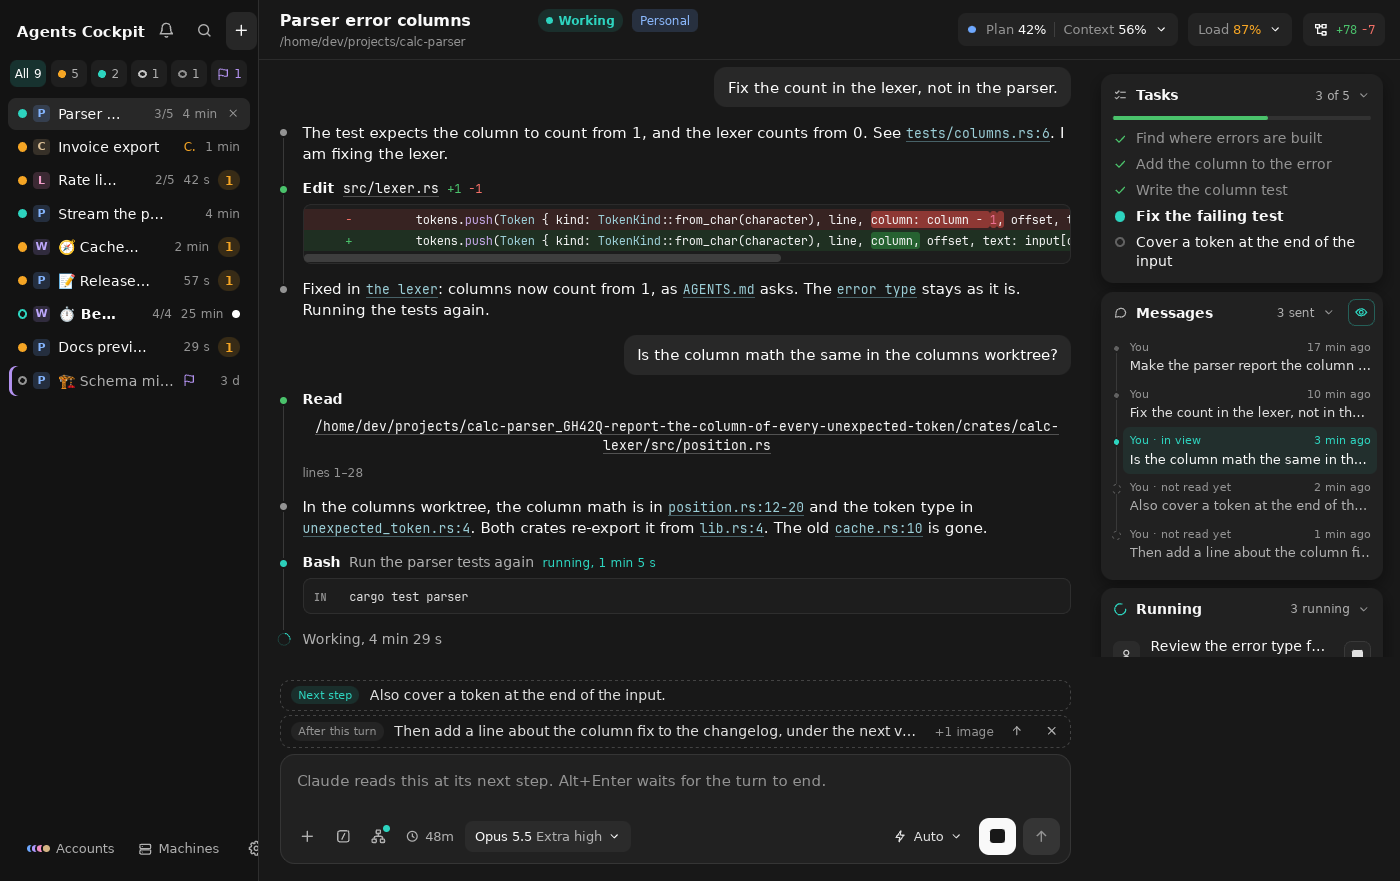 Agents Cockpit
All 9
5
2
1
1
1
P Parser ... 3/5 4 min
C Invoice export C. 1 min
L Rate li... 2/5 42 s 1
P Stream the p... 4 min
W 🧭 Cache... 2 min 1
P 📝 Release... 57 s 1
W ⏱️ Be... 4/4 25 min
P Docs previ... 29 s 1
P 🏗️ Schema mi... 3 d
Accounts
Machines
Parser error columns
Working
Personal
/home/dev/projects/calc-parser
Plan 42%
Context 56%
Load 87%
+78 -7
Fix the count in the lexer, not in the parser.
The test expects the column to count from 1, and the lexer counts from 0. See tests/columns.rs:6. I
am fixing the lexer.
Edit src/lexer.rs +1 -1
- tokens.push(Token { kind: TokenKind::from_char(character), line, column: column - 1, offset, t
+ tokens.push(Token { kind: TokenKind::from_char(character), line, column, offset, text: input[c
Fixed in the lexer: columns now count from 1, as AGENTS.md asks. The error type stays as it is.
Running the tests again.
Is the column math the same in the columns worktree?
Read
/home/dev/projects/calc-parser_GH42Q-report-the-column-of-every-unexpected-token/crates/calc-
lexer/src/position.rs
lines 1–28
In the columns worktree, the column math is in position.rs:12-20 and the token type in
unexpected_token.rs:4. Both crates re-export it from lib.rs:4. The old cache.rs:10 is gone.
Bash Run the parser tests again running, 1 min 5 s
IN cargo test parser
Working, 4 min 29 s
Next step Also cover a token at the end of the input.
After this turn Then add a line about the column fix to the changelog, under the next v... +1 image
Claude reads this at its next step. Alt+Enter waits for the turn to end.
48m
Opus 5.5 Extra high
Auto
Tasks 3 of 5
Find where errors are built
Add the column to the error
Write the column test
Fix the failing test
Cover a token at the end of the
input
Messages 3 sent
You 17 min ago
Make the parser report the column ...
You 10 min ago
Fix the count in the lexer, not in th...
You · in view 3 min ago
Is the column math the same in th...
You · not read yet 2 min ago
Also cover a token at the end of th...
You · not read yet 1 min ago
Then add a line about the column fi...
Running 3 running
Review the error type f...